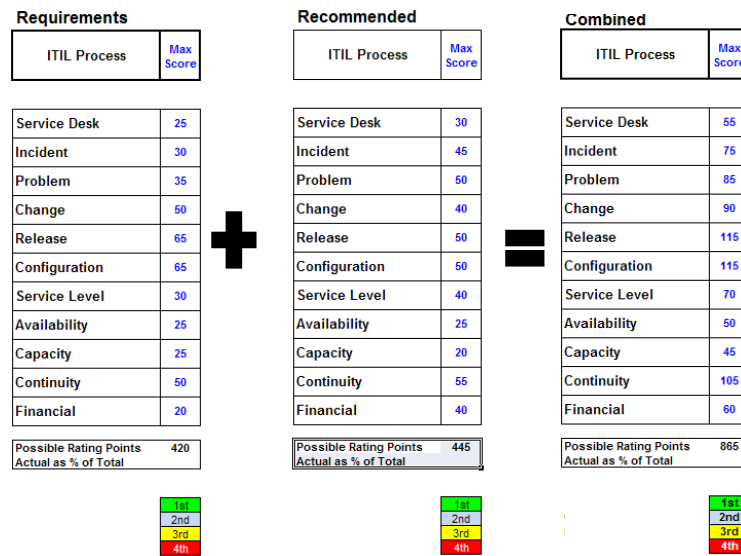 Requirements
ITIL Process Max Score
Service Desk 25
Incident 30
Problem 35
Change 50
Release 65
Configuration 65
Service Level 30
Availability 25
Capacity 25
Continuity 50
Financial 20
Possible Rating Points 420
Actual as % of Total
1st
2nd
3rd
4th
Recommended
ITIL Process Max Score
Service Desk 30
Incident 45
Problem 50
Change 40
Release 50
Configuration 50
Service Level 40
Availability 25
Capacity 20
Continuity 55
Financial 40
Possible Rating Points 445
Actual as % of Total
1st
2nd
3rd
4th
Combined
ITIL Process Max Score
Service Desk 55
Incident 75
Problem 85
Change 90
Release 115
Configuration 115
Service Level 70
Availability 50
Capacity 45
Continuity 105
Financial 60
Possible Rating Points 865
Actual as % of Total
1st
2nd
3rd
4th